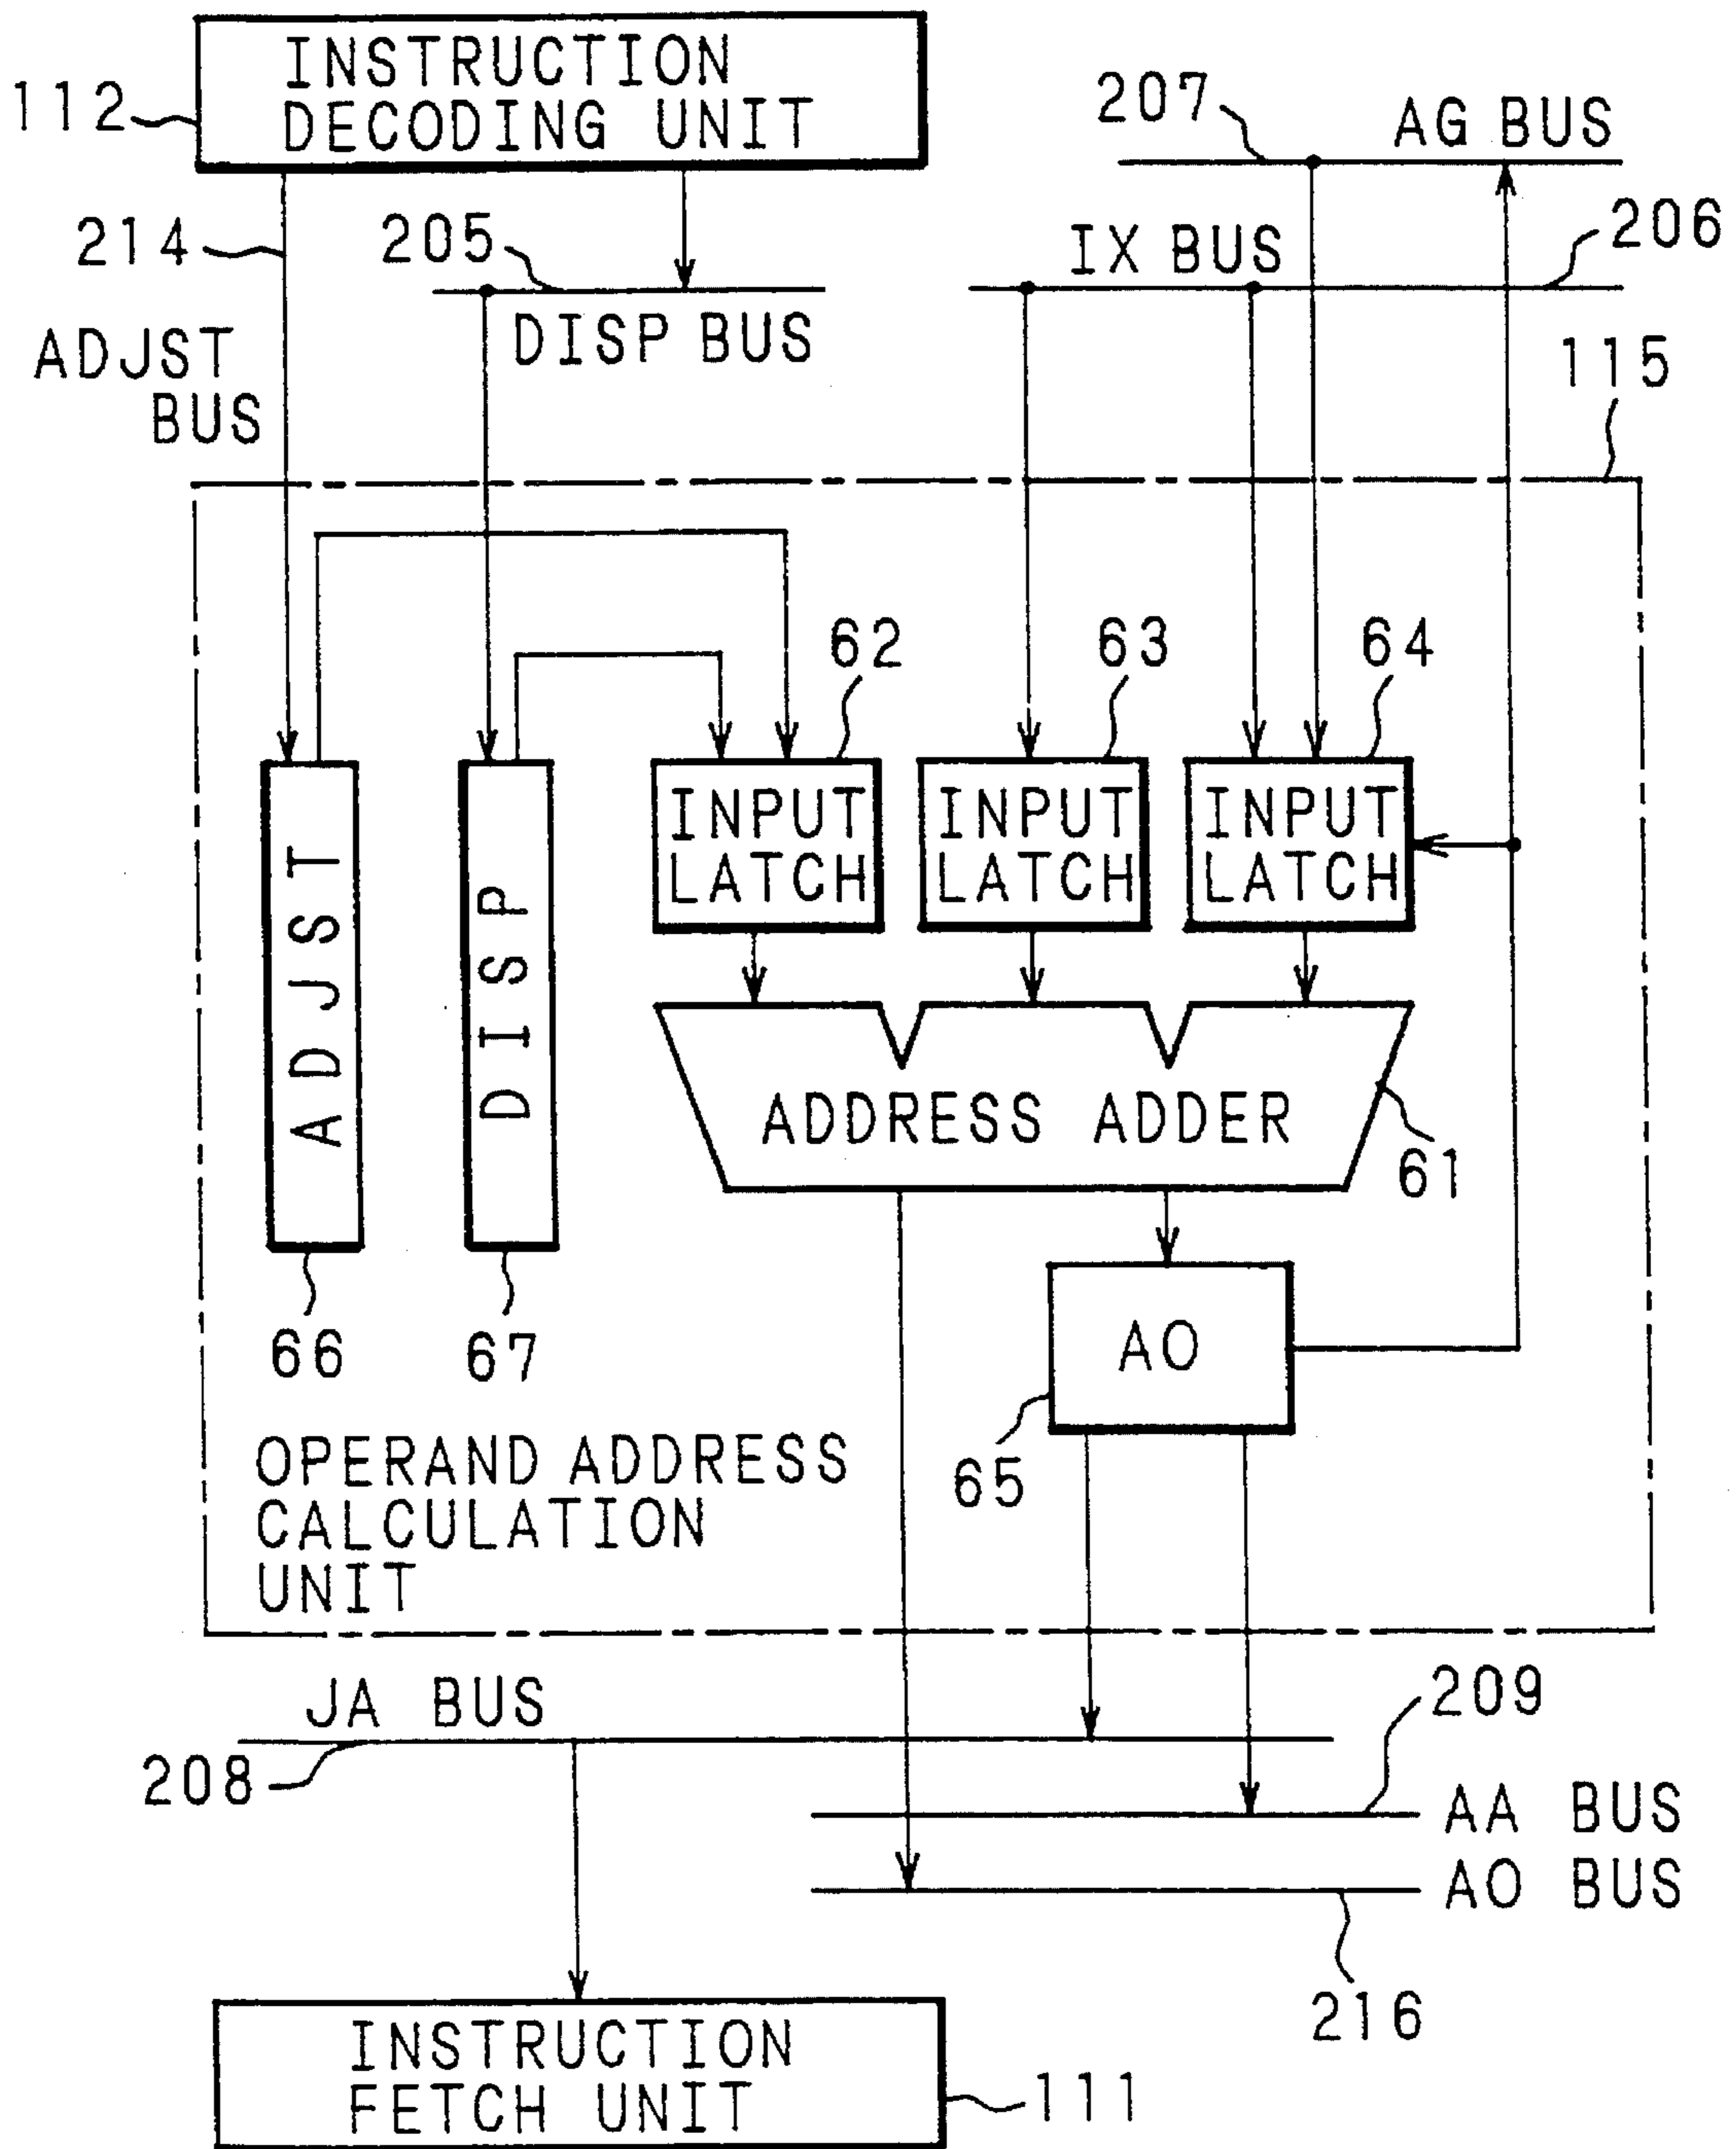 INSTRUCTION
DECODING UNIT
112
207
AG BUS
214
205
IX BUS
206
DISP BUS
ADJST
BUS
115
62
63
64
INPUT
LATCH
INPUT
LATCH
INPUT
LATCH
ADJST
DISP
ADDRESS ADDER
61
66
67
AO
65
OPERAND ADDRESS
CALCULATION
UNIT
JA BUS
209
208
AA BUS
AO BUS
216
INSTRUCTION
FETCH UNIT
111